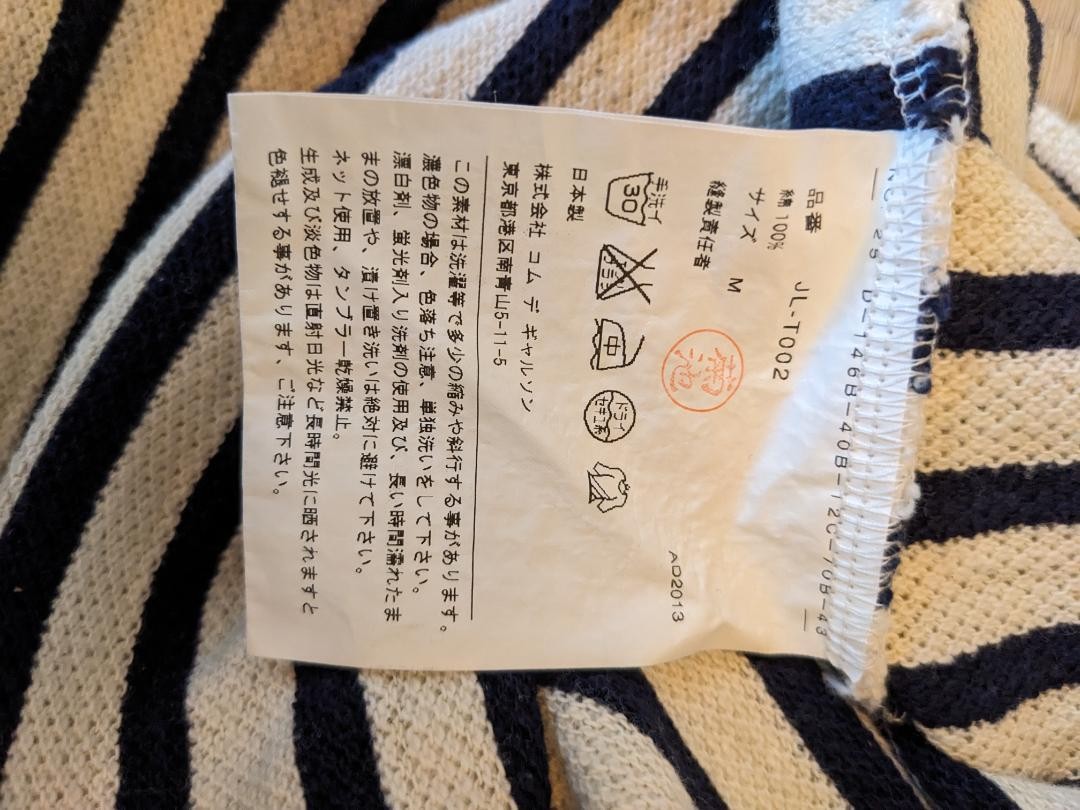 品番 JL-T002
綿 100%
サイズ M
縫製責任者
AD2013
手洗イ
30
中
ドライ
セキユ系
日本製
株式会社 コム デ ギャルソン
東京都港区南青山5-11-5
この素材は洗濯等で多少の縮みや斜行する事があります。
濃色物の場合、色落ち注意、単独洗いをして下さい。
漂白剤、蛍光剤入り洗剤の使用及び、長い時間濡れたま
まの放置や、漬け置き洗いは絶対に避けて下さい。
ネット使用、タンブラー乾燥禁止。
生成及び淡色物は直射日光など長時間光に晒されますと
色褪せする事があります、ご注意下さい。